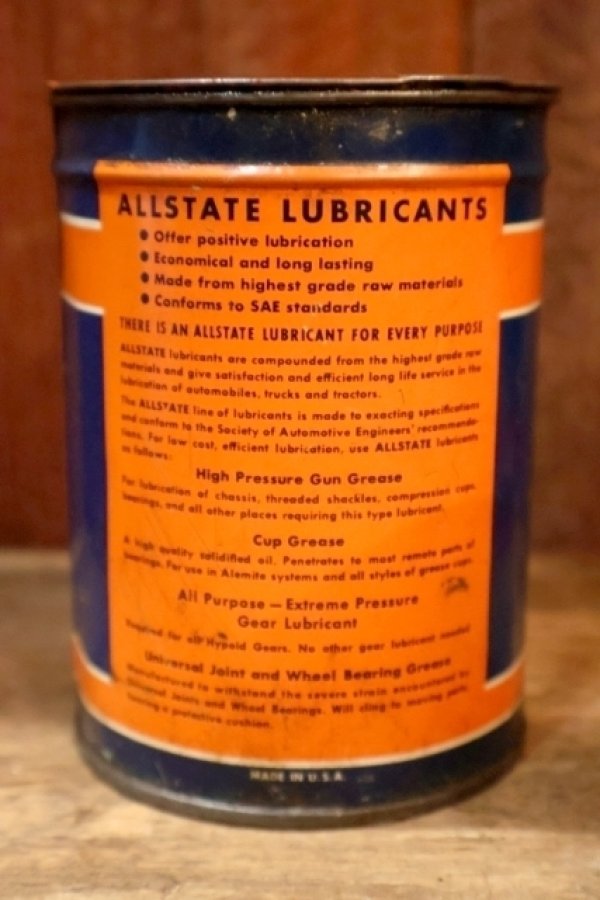 ALLSTATE LUBRICANTS
● Offer positive lubrication
● Economical and long lasting
● Made from highest grade raw materials
● Conforms to SAE standards
THERE IS AN ALLSTATE LUBRICANT FOR EVERY PURPOSE
ALLSTATE lubricants are compounded from the highest grade raw
materials and give satisfaction and efficient long life service in the
lubrication of automobiles, trucks and tractors.
The ALLSTATE line of lubricants is made to exacting specifications
and conform to the Society of Automotive Engineers' recommenda-
tions. For low cost, efficient lubrication, use ALLSTATE lubricants
as follows:
High Pressure Gun Grease
For lubrication of chassis, threaded shackles, compression cups,
bearings, and all other places requiring this type lubricant.
Cup Grease
A high quality solidified oil. Penetrates to most remote parts of
bearings. For use in Alemite systems and all styles of grease cups.
All Purpose — Extreme Pressure
Gear Lubricant
Required for all Hypoid Gears. No other gear lubricant needed
Universal Joint and Wheel Bearing Grease
Manufactured to withstand the severe strain encountered by
Universal Joints and Wheel Bearings. Will cling to moving parts,
forming a protective cushion.
MADE IN U.S.A.